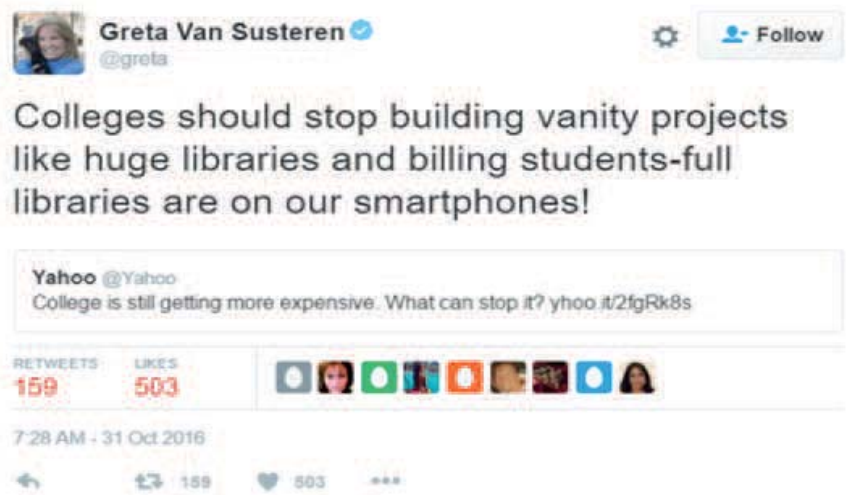 Greta Van Susteren
@greta
Follow
Colleges should stop building vanity projects
like huge libraries and billing students-full
libraries are on our smartphones!
Yahoo @Yahoo
College is still getting more expensive. What can stop it? yhoo.it/2fgRk8s
RETWEETS LIKES
159 503
7:28 AM - 31 Oct 2016
159 503